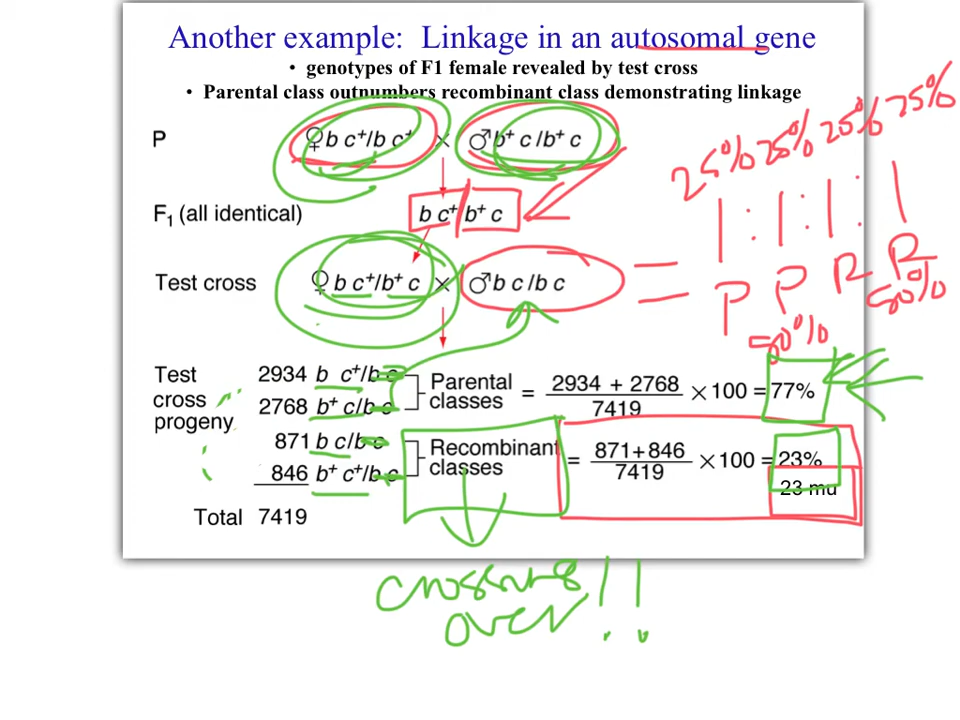 Another example: Linkage in an autosomal gene
• genotypes of F1 female revealed by test cross
• Parental class outnumbers recombinant class demonstrating linkage
25% 25% 25% 25%
P ♀b c⁺/b c⁺ × ♂b⁺ c/b⁺ c
1 : 1 : 1 : 1
F₁ (all identical) b c⁺/b⁺ c
P P R R
50% 50%
Test cross ♀b c⁺/b⁺ c × ♂b c/b c
Test cross progeny
2934 b c⁺/b c
2768 b⁺ c/b c
Parental classes = 2934 + 2768 / 7419 × 100 = 77%
871 b c/b c
846 b⁺ c⁺/b c
Recombinant classes = 871+846 / 7419 ×100 = 23%
23 mu
Total 7419
crossing !!
over